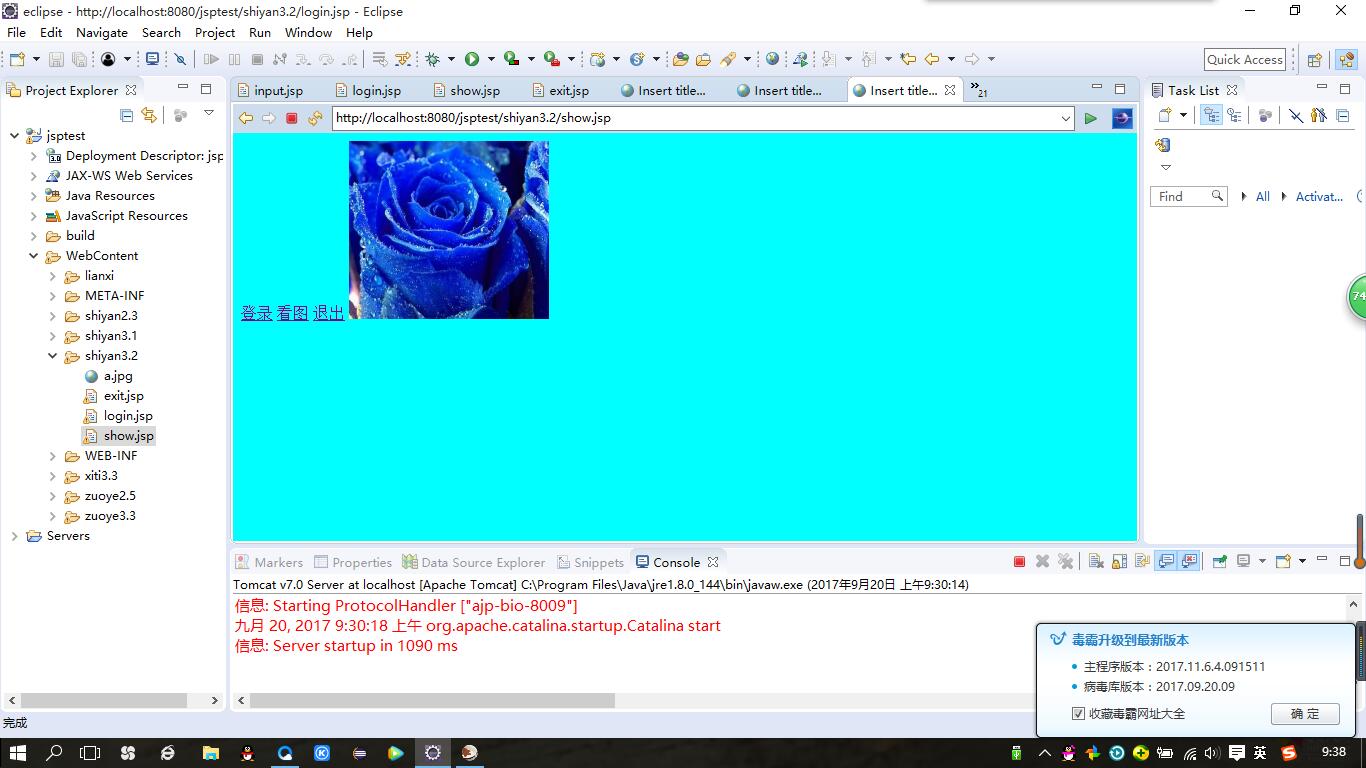 eclipse - http://localhost:8080/jsptest/shiyan3.2/login.jsp - Eclipse
File Edit Navigate Search Project Run Window Help
Quick Access
Project Explorer
input.jsp login.jsp show.jsp exit.jsp Insert title... Insert title... Insert title... »21
Task List
http://localhost:8080/jsptest/shiyan3.2/show.jsp
jsptest
Deployment Descriptor: jsp
JAX-WS Web Services
Java Resources
JavaScript Resources
build
WebContent
lianxi
META-INF
shiyan2.3
shiyan3.1
shiyan3.2
a.jpg
exit.jsp
login.jsp
show.jsp
WEB-INF
xiti3.3
zuoye2.5
zuoye3.3
Servers
登录 看图 退出
Find All Activat...
74
Markers Properties Data Source Explorer Snippets Console
Tomcat v7.0 Server at localhost [Apache Tomcat] C:\Program Files\Java\jre1.8.0_144\bin\javaw.exe (2017年9月20日 上午9:30:14)
信息: Starting ProtocolHandler ["ajp-bio-8009"]
九月 20, 2017 9:30:18 上午 org.apache.catalina.startup.Catalina start
信息: Server startup in 1090 ms
毒霸升级到最新版本
主程序版本：2017.11.6.4.091511
病毒库版本：2017.09.20.09
收藏毒霸网址大全
确 定
完成
英
9:38